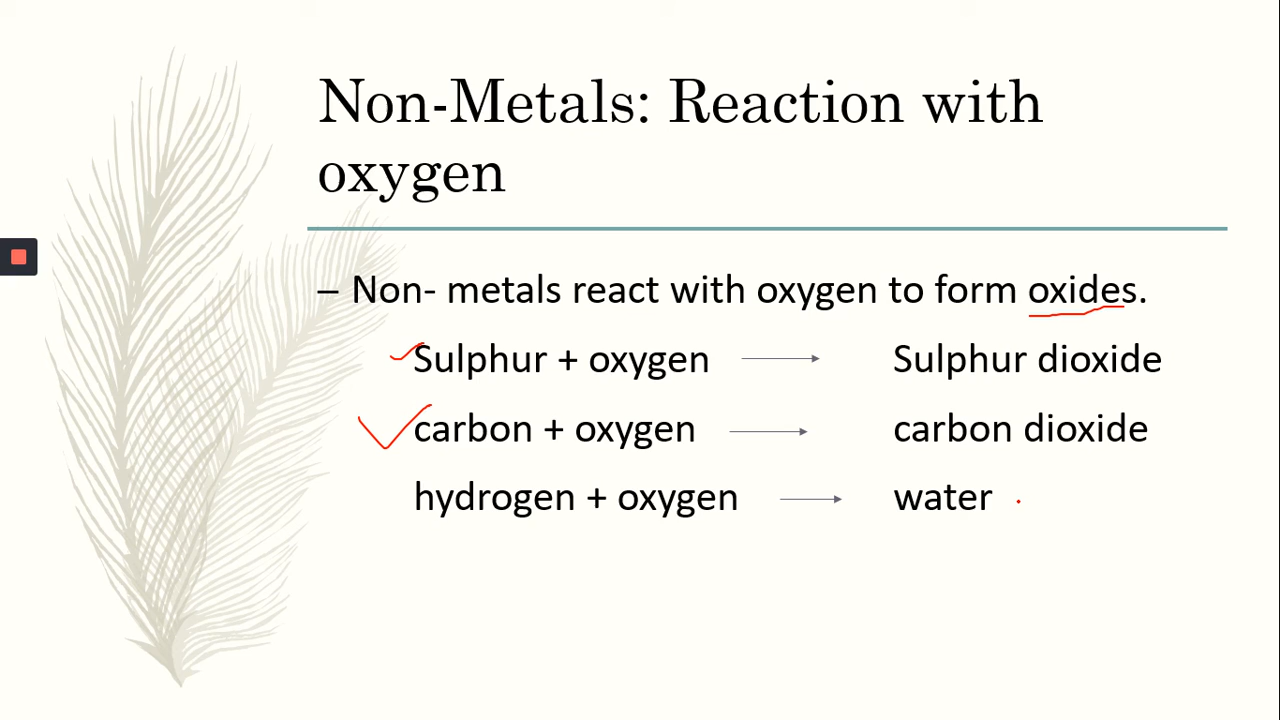 Non-Metals: Reaction with
oxygen
– Non- metals react with oxygen to form oxides.
Sulphur + oxygen → Sulphur dioxide
carbon + oxygen → carbon dioxide
hydrogen + oxygen → water